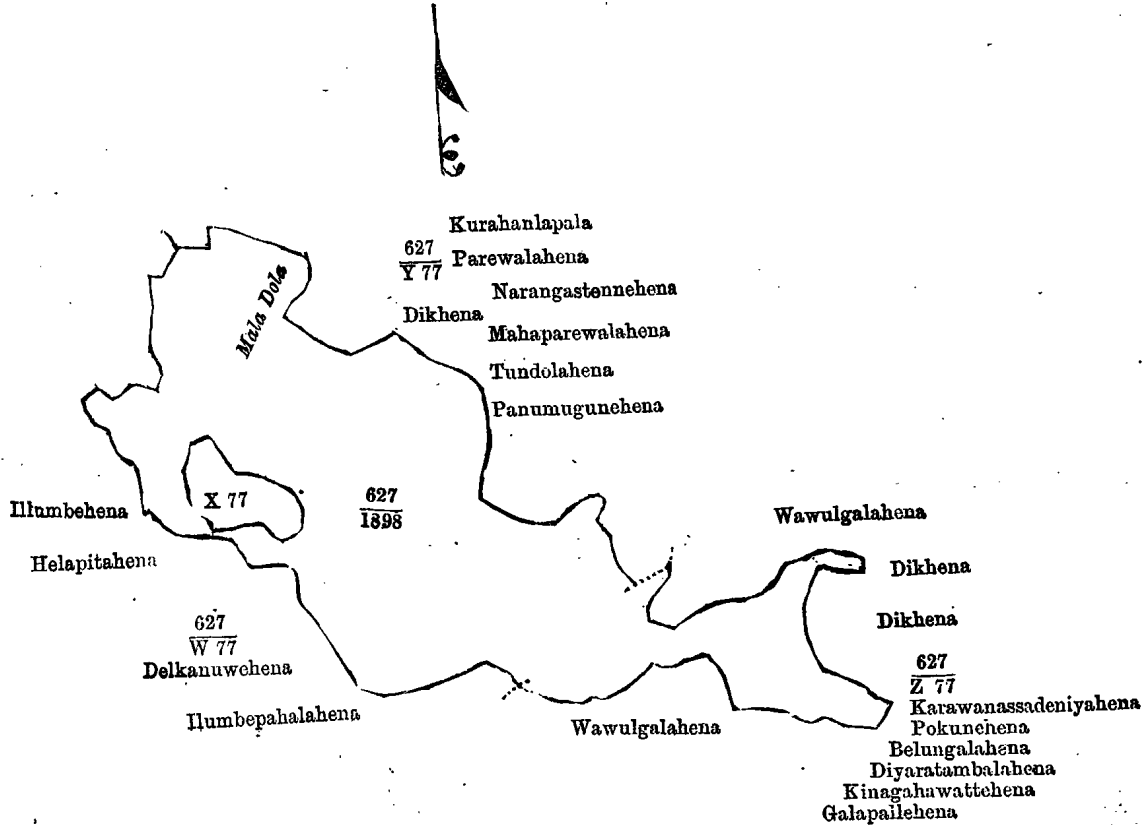 Kurahanlapala
627
Y 77
Parewalahena
Narangastennehena
Mala Dola
Dikhena
Mahaparewalahena
Tundolahena
Panumugunehena
X 77
627
1898
Illumbehena
Wawulgalahena
Helapitahena
Dikhena
Dikhena
627
W 77
Delkanuwehena
627
Z 77
Karawanassadeniyahena
Ilumbepahalahena
Wawulgalahena
Pokunehena
Belungalahena
Diyaratambalahena
Kinagahawattehena
Galapailehena